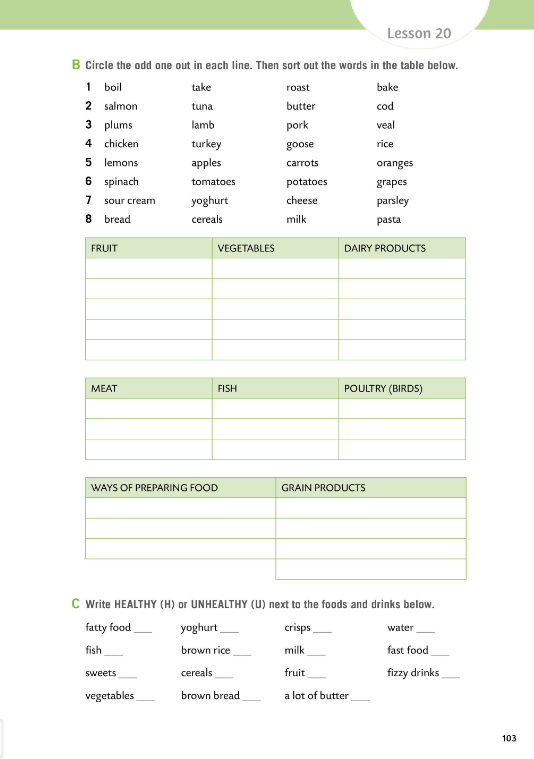 Lesson 20
B Circle the odd one out in each line. Then sort out the words in the table below.
1 boil take roast bake
2 salmon tuna butter cod
3 plums lamb pork veal
4 chicken turkey goose rice
5 lemons apples carrots oranges
6 spinach tomatoes potatoes grapes
7 sour cream yoghurt cheese parsley
8 bread cereals milk pasta
FRUIT VEGETABLES DAIRY PRODUCTS
MEAT FISH POULTRY (BIRDS)
WAYS OF PREPARING FOOD GRAIN PRODUCTS
C Write HEALTHY (H) or UNHEALTHY (U) next to the foods and drinks below.
fatty food ___ yoghurt ___ crisps ___ water ___
fish ___ brown rice ___ milk ___ fast food ___
sweets ___ cereals ___ fruit ___ fizzy drinks ___
vegetables ___ brown bread ___ a lot of butter ___
103